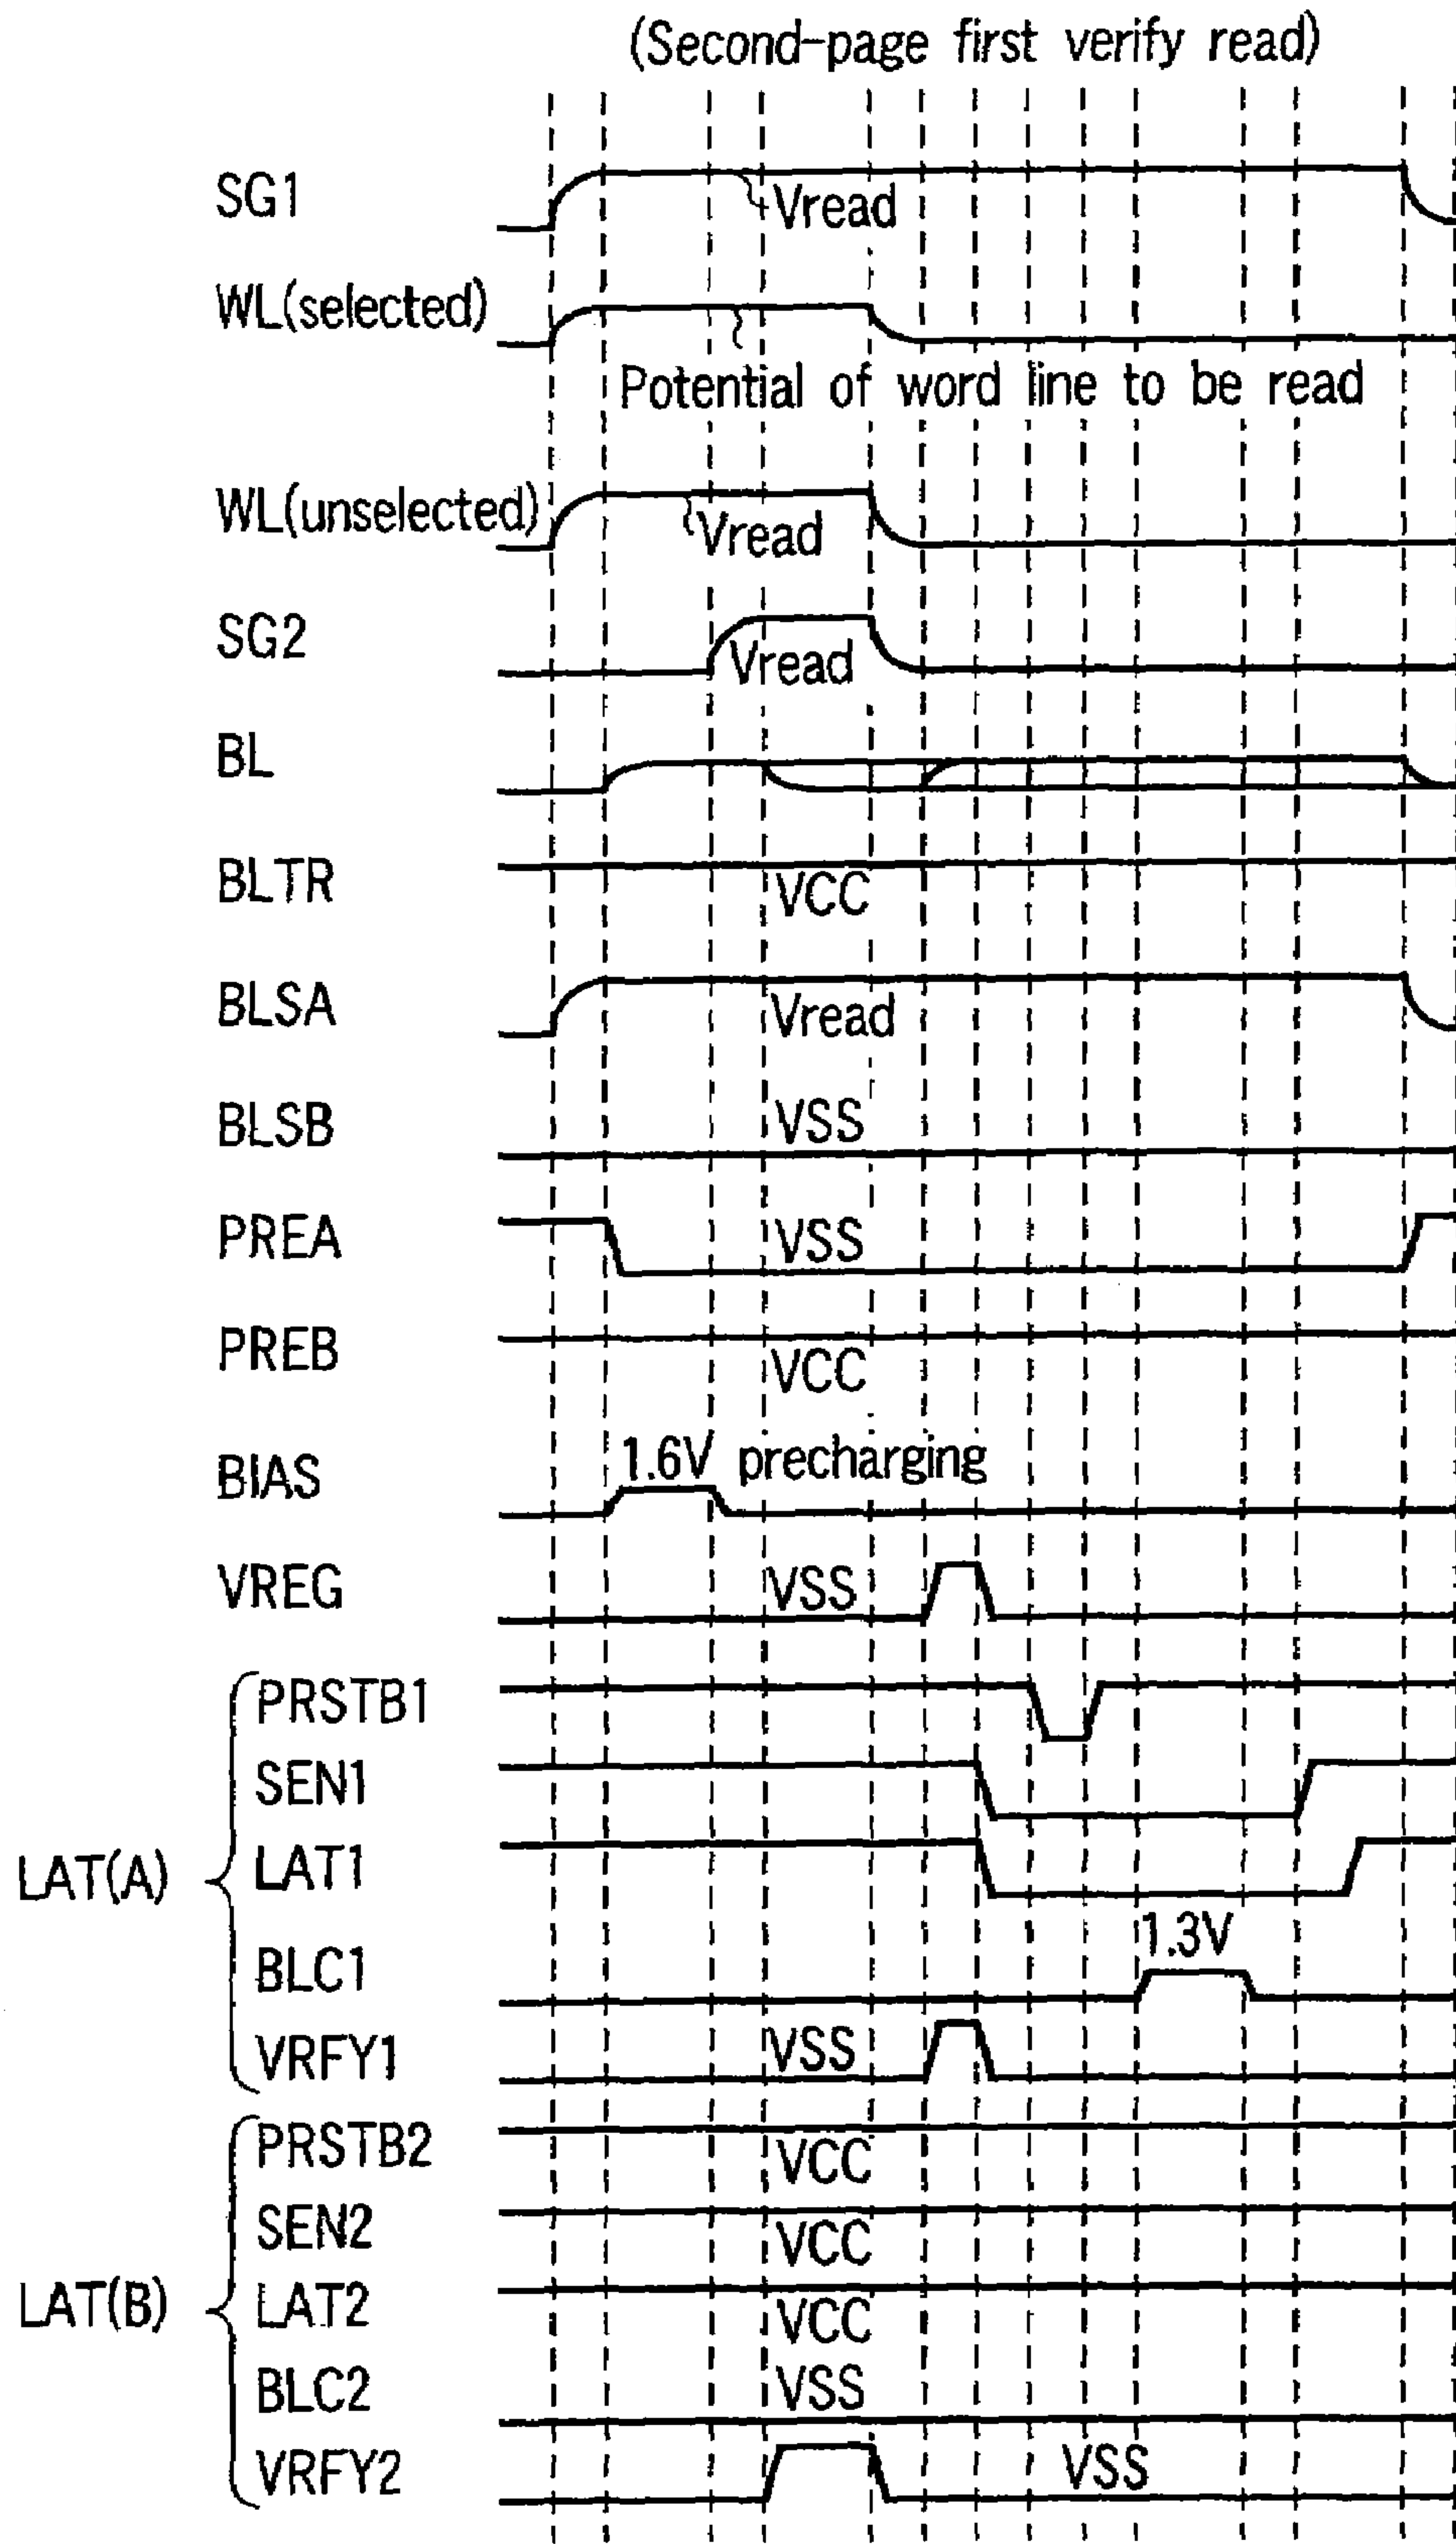 (Second-page first verify read)
SG1
Vread
WL(selected)
Potential of word line to be read
WL(unselected)
Vread
SG2
Vread
BL
BLTR
VCC
BLSA
Vread
BLSB
VSS
PREA
VSS
PREB
VCC
BIAS
1.6V precharging
VREG
VSS
LAT(A)
PRSTB1
SEN1
LAT1
BLC1
1.3V
VRFY1
VSS
LAT(B)
PRSTB2
VCC
SEN2
VCC
LAT2
VCC
BLC2
VSS
VRFY2
VSS